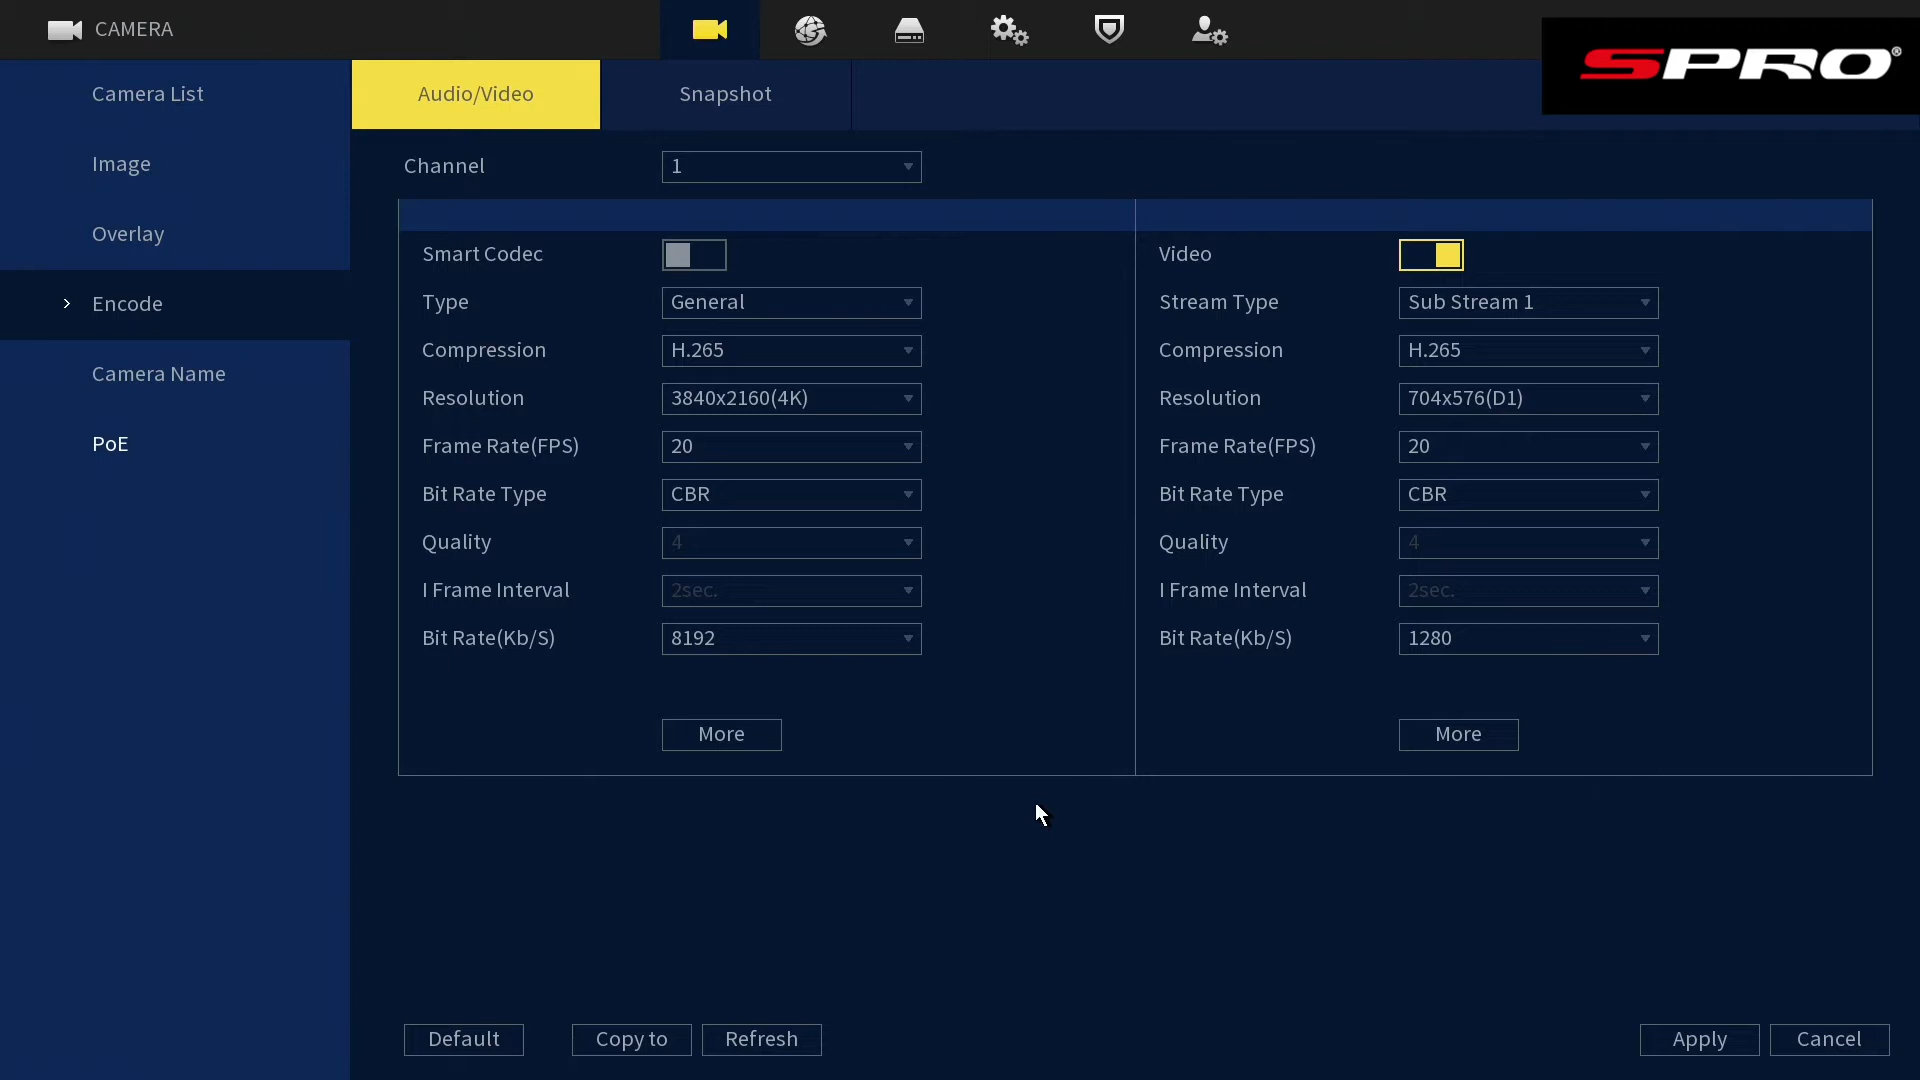 CAMERA
SPRO®
Camera List
Image
Overlay
Encode
Camera Name
PoE
Audio/Video
Snapshot
Channel 1
Smart Codec
Type General
Compression H.265
Resolution 3840x2160(4K)
Frame Rate(FPS) 20
Bit Rate Type CBR
Quality 4
I Frame Interval 2sec.
Bit Rate(Kb/S) 8192
More
Video
Stream Type Sub Stream 1
Compression H.265
Resolution 704x576(D1)
Frame Rate(FPS) 20
Bit Rate Type CBR
Quality 4
I Frame Interval 2sec.
Bit Rate(Kb/S) 1280
More
Default Copy to Refresh Apply Cancel